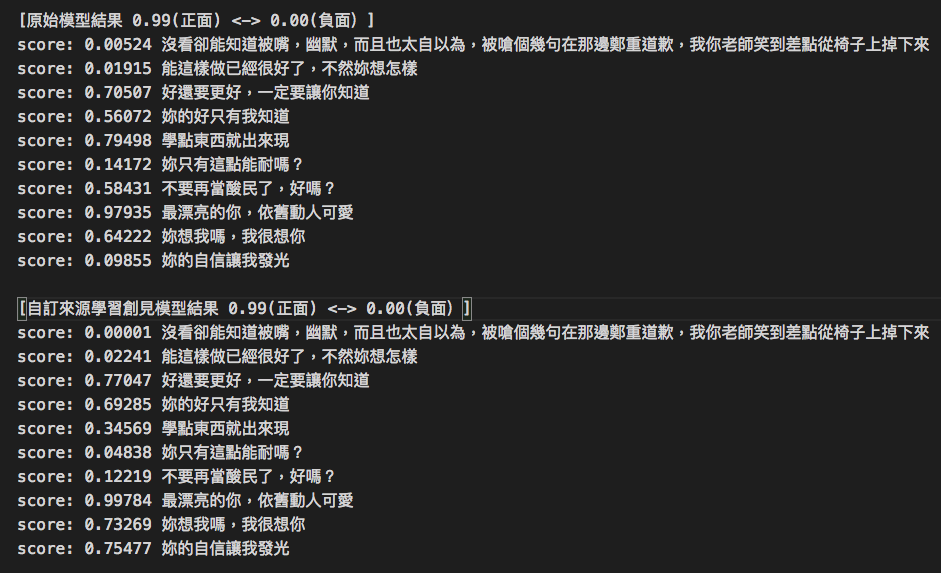 [原始模型結果 0.99(正面) <-> 0.00(負面) ]
score: 0.00524 沒看卻能知道被嘴，幽默，而且也太自以為，被嗆個幾句在那邊鄭重道歉，我你老師笑到差點從椅子上掉下來
score: 0.01915 能這樣做已經很好了，不然妳想怎樣
score: 0.70507 好還要更好，一定要讓你知道
score: 0.56072 妳的好只有我知道
score: 0.79498 學點東西就出來現
score: 0.14172 妳只有這點能耐嗎？
score: 0.58431 不要再當酸民了，好嗎？
score: 0.97935 最漂亮的你，依舊動人可愛
score: 0.64222 妳想我嗎，我很想你
score: 0.09855 妳的自信讓我發光
[自訂來源學習創見模型結果 0.99(正面) <-> 0.00(負面) ]
score: 0.00001 沒看卻能知道被嘴，幽默，而且也太自以為，被嗆個幾句在那邊鄭重道歉，我你老師笑到差點從椅子上掉下來
score: 0.02241 能這樣做已經很好了，不然妳想怎樣
score: 0.77047 好還要更好，一定要讓你知道
score: 0.69285 妳的好只有我知道
score: 0.34569 學點東西就出來現
score: 0.04838 妳只有這點能耐嗎？
score: 0.12219 不要再當酸民了，好嗎？
score: 0.99784 最漂亮的你，依舊動人可愛
score: 0.73269 妳想我嗎，我很想你
score: 0.75477 妳的自信讓我發光